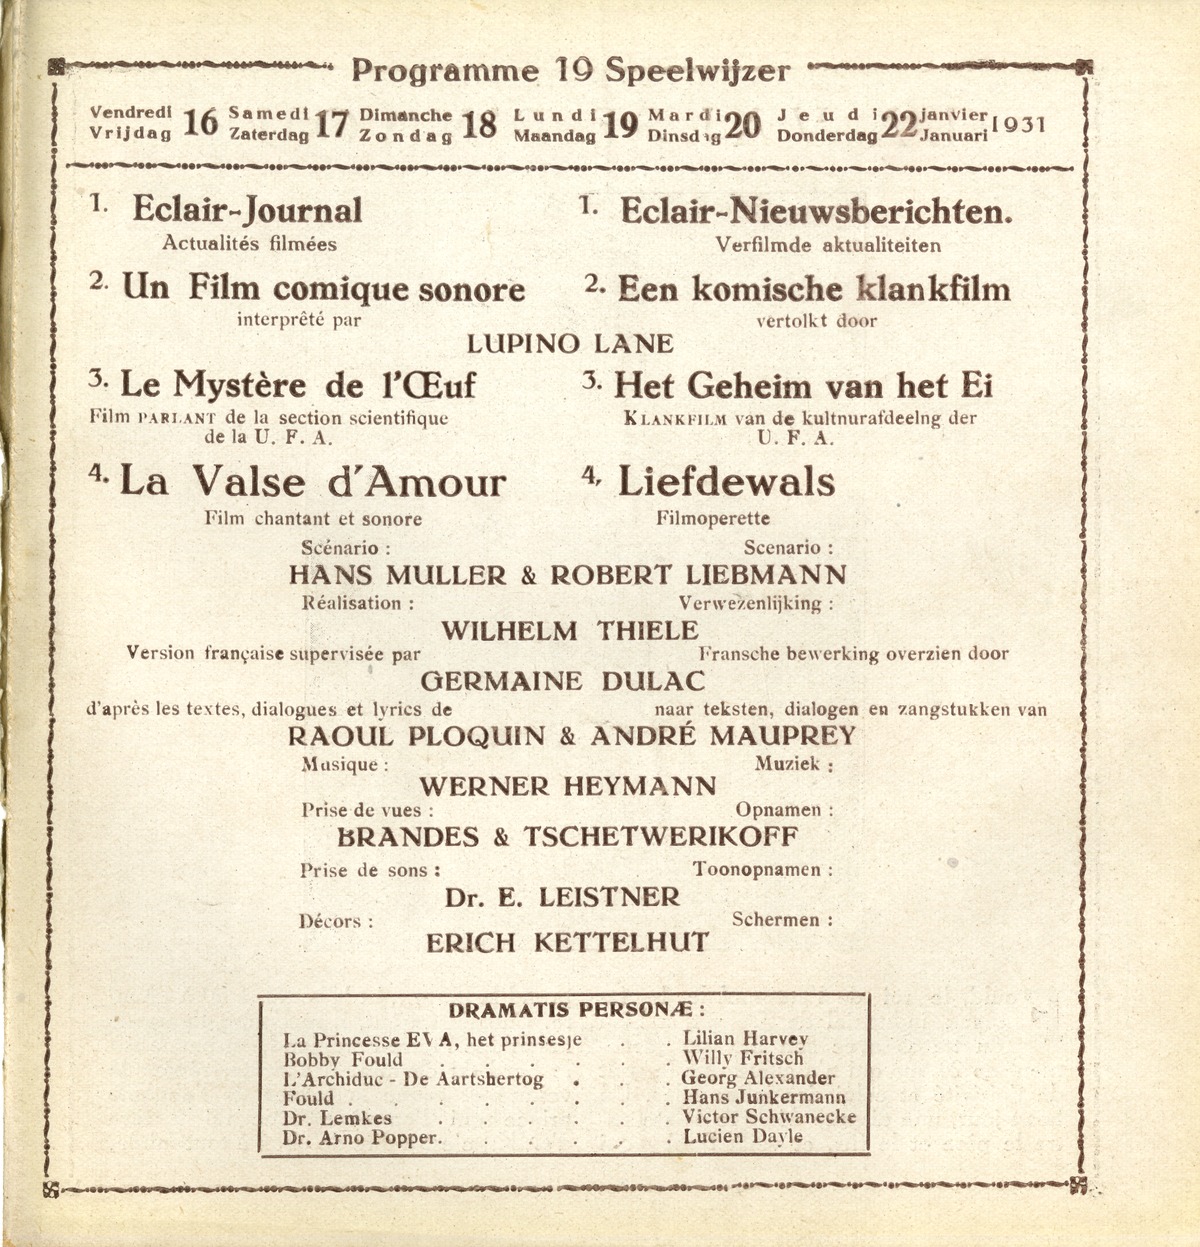 Programme 19 Speelwijzer
Vendredi Vrijdag 16 Samedi Zaterdag 17 Dimanche Zondag 18 Lundi Maandag 19 Mardi Dinsdag 20 Jeudi Donderdag 22 janvier Januari 1931
1. Eclair-Journal
Actualités filmées
1. Eclair-Nieuwsberichten.
Verfilmde aktualiteiten
2. Un Film comique sonore
interprêté par
2. Een komische klankfilm
vertolkt door
LUPINO LANE
3. Le Mystère de l'Œuf
Film PARLANT de la section scientifique
de la U. F. A.
3. Het Geheim van het Ei
KLANKFILM van de kultnurafdeelng der
U. F. A.
4. La Valse d'Amour
Film chantant et sonore
4, Liefdewals
Filmoperette
Scénario : Scenario :
HANS MULLER & ROBERT LIEBMANN
Réalisation : Verwezenlijking :
WILHELM THIELE
Version française supervisée par Fransche bewerking overzien door
GERMAINE DULAC
d'après les textes, dialogues et lyrics de naar teksten, dialogen en zangstukken van
RAOUL PLOQUIN & ANDRÉ MAUPREY
Musique : Muziek :
WERNER HEYMANN
Prise de vues : Opnamen :
BRANDES & TSCHETWERIKOFF
Prise de sons : Toonopnamen :
Dr. E. LEISTNER
Décors : Schermen :
ERICH KETTELHUT
DRAMATIS PERSONÆ :
La Princesse EVA, het prinsesje . . Lilian Harvey
Bobby Fould . . . . . . Willy Fritsch
L'Archiduc - De Aartshertog . . . Georg Alexander
Fould . . . . . . . Hans Junkermann
Dr. Lemkes . . . . . . Victor Schwanecke
Dr. Arno Popper. . . . . . Lucien Dayle